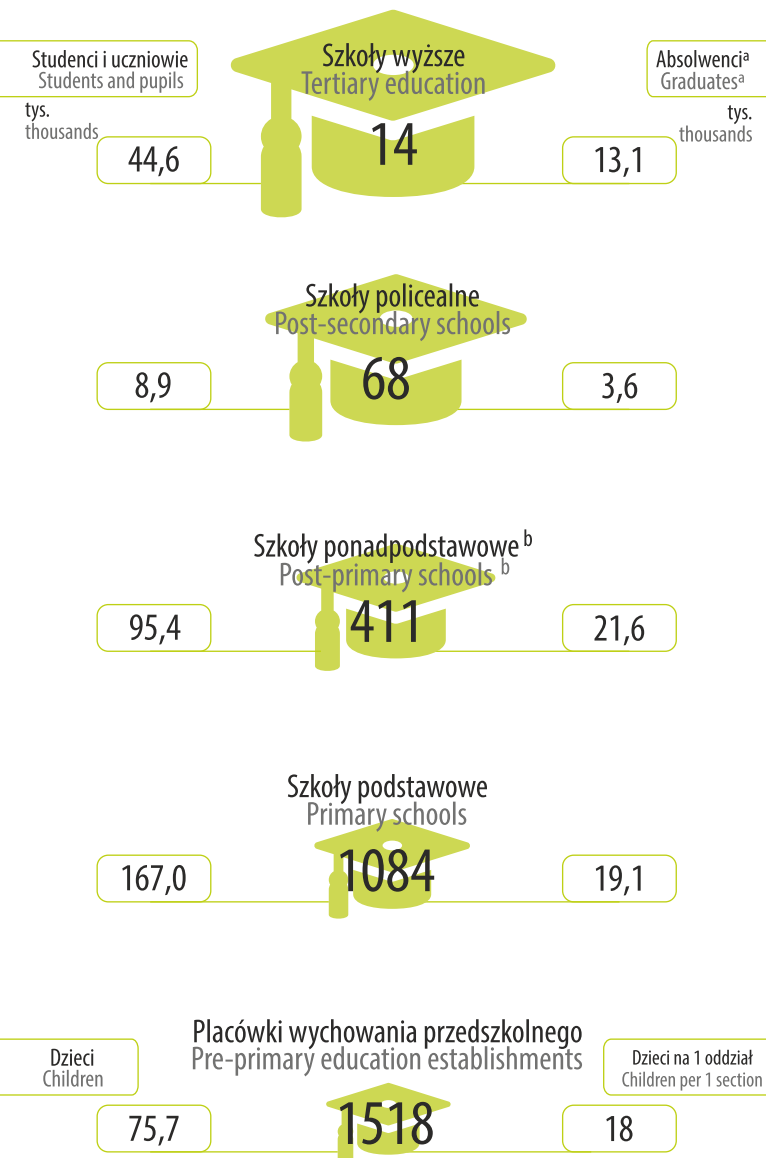 Studenci i uczniowie
Students and pupils
tys.
thousands
Szkoły wyższe
Tertiary education
Absolwenciᵃ
Graduatesᵃ
tys.
thousands
44,6
14
13,1
Szkoły policealne
Post-secondary schools
8,9
68
3,6
Szkoły ponadpodstawowe ᵇ
Post-primary schools ᵇ
95,4
411
21,6
Szkoły podstawowe
Primary schools
167,0
1084
19,1
Placówki wychowania przedszkolnego
Pre-primary education establishments
Dzieci
Children
Dzieci na 1 oddział
Children per 1 section
75,7
1518
18